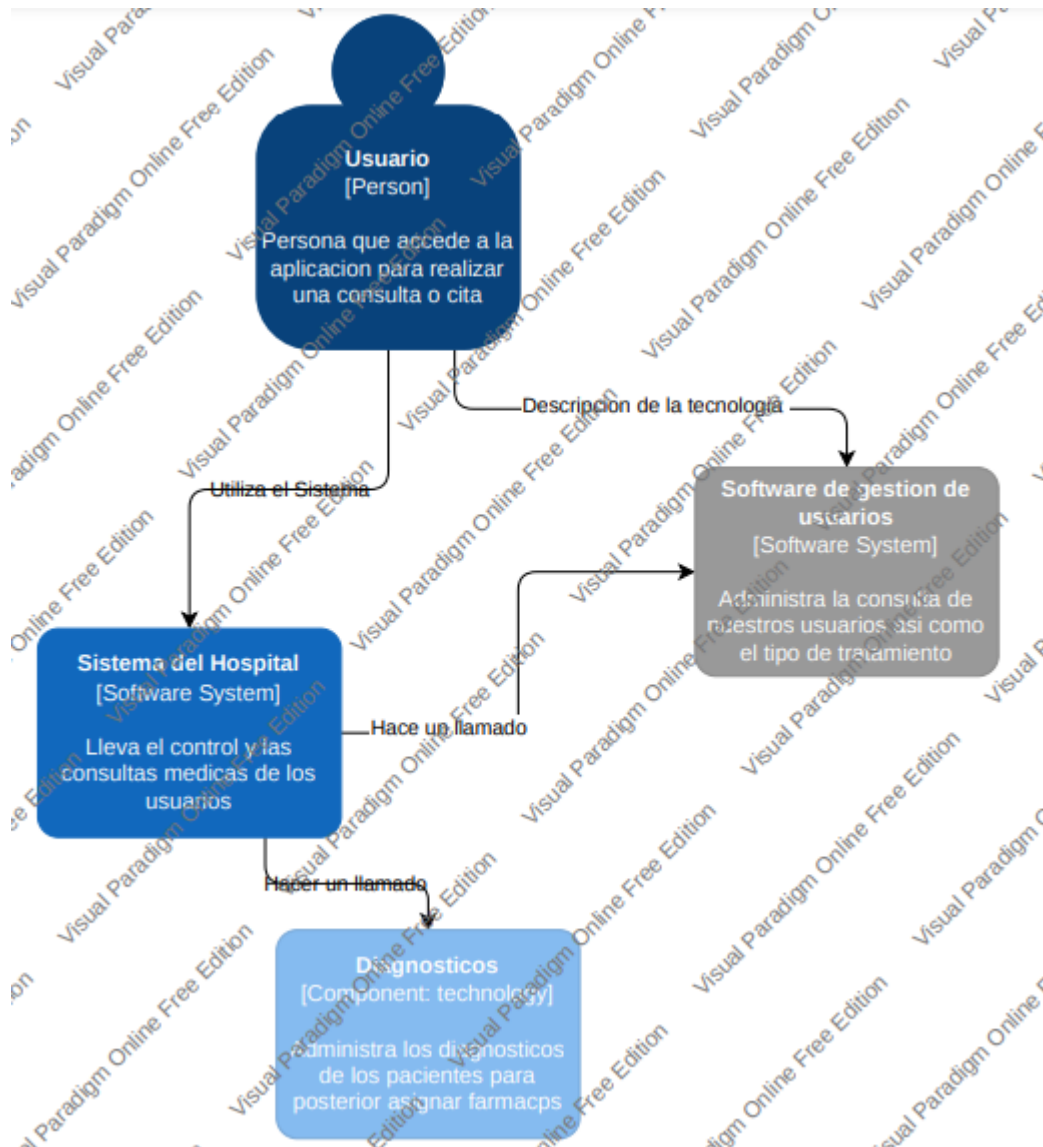 Usuario
[Person]
Persona que accede a la
aplicacion para realizar
una consulta o cita
Descripcion de la tecnologia
Utiliza el Sistema
Software de gestion de
usuarios
[Software System]
Administra la consulta de
nuestros usuarios asi como
el tipo de tratamiento
Sistema del Hospital
[Software System]
Lleva el control y las
consultas medicas de los
usuarios
Hace un llamado
Hacer un llamado
Diagnosticos
[Component: technology]
Administra los diagnosticos
de los pacientes para
posterior asignar farmacps
Visual Paradigm Online Free Edition